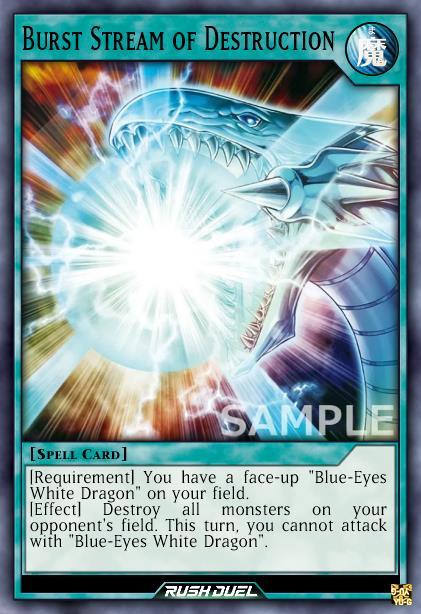 BURST STREAM OF DESTRUCTION
ま
魔
SAMPLE
[SPELL CARD]
[Requirement] You have a face-up "Blue-Eyes
White Dragon" on your field.
[Effect] Destroy all monsters on your
opponent's field. This turn, you cannot attack
with "Blue-Eyes White Dragon".
RUSH DUEL